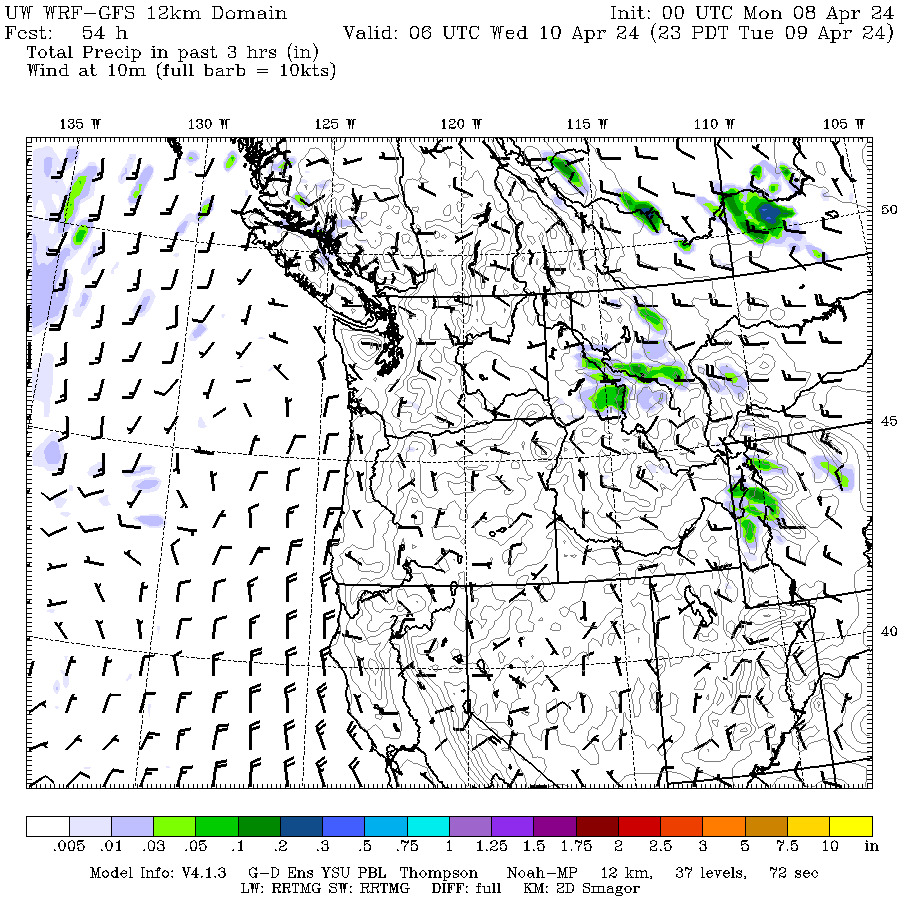 UW WRF-GFS 12km Domain Init: 00 UTC Mon 08 Apr 24
Fcst: 54 h Valid: 06 UTC Wed 10 Apr 24 (23 PDT Tue 09 Apr 24)
Total Precip in past 3 hrs (in)
Wind at 10m (full barb = 10kts)
135 W 130 W 125 W 120 W 115 W 110 W 105 W
50
45
40
.005 .01 .03 .05 .1 .2 .3 .5 .75 1 1.25 1.5 1.75 2 2.5 3 5 7.5 10 in
Model Info: V4.1.3 G-D Ens YSU PBL Thompson Noah-MP 12 km, 37 levels, 72 sec
LW: RRTMG SW: RRTMG DIFF: full KM: 2D Smagor